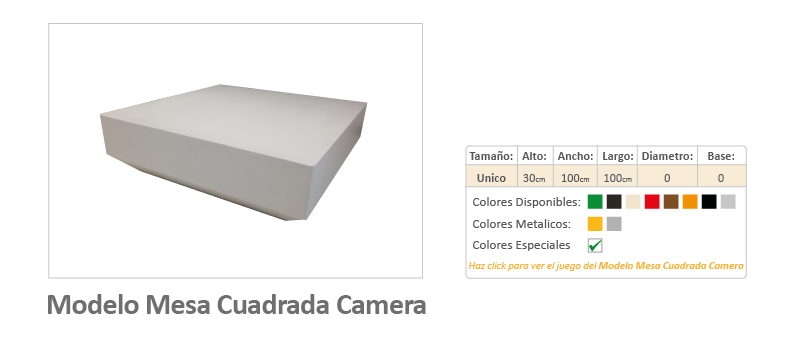 Tamaño: Alto: Ancho: Largo: Diametro: Base:
Unico 30cm 100cm 100cm 0 0
Colores Disponibles:
Colores Metalicos:
Colores Especiales
Haz click para ver el juego del Modelo Mesa Cuadrada Camera
Modelo Mesa Cuadrada Camera